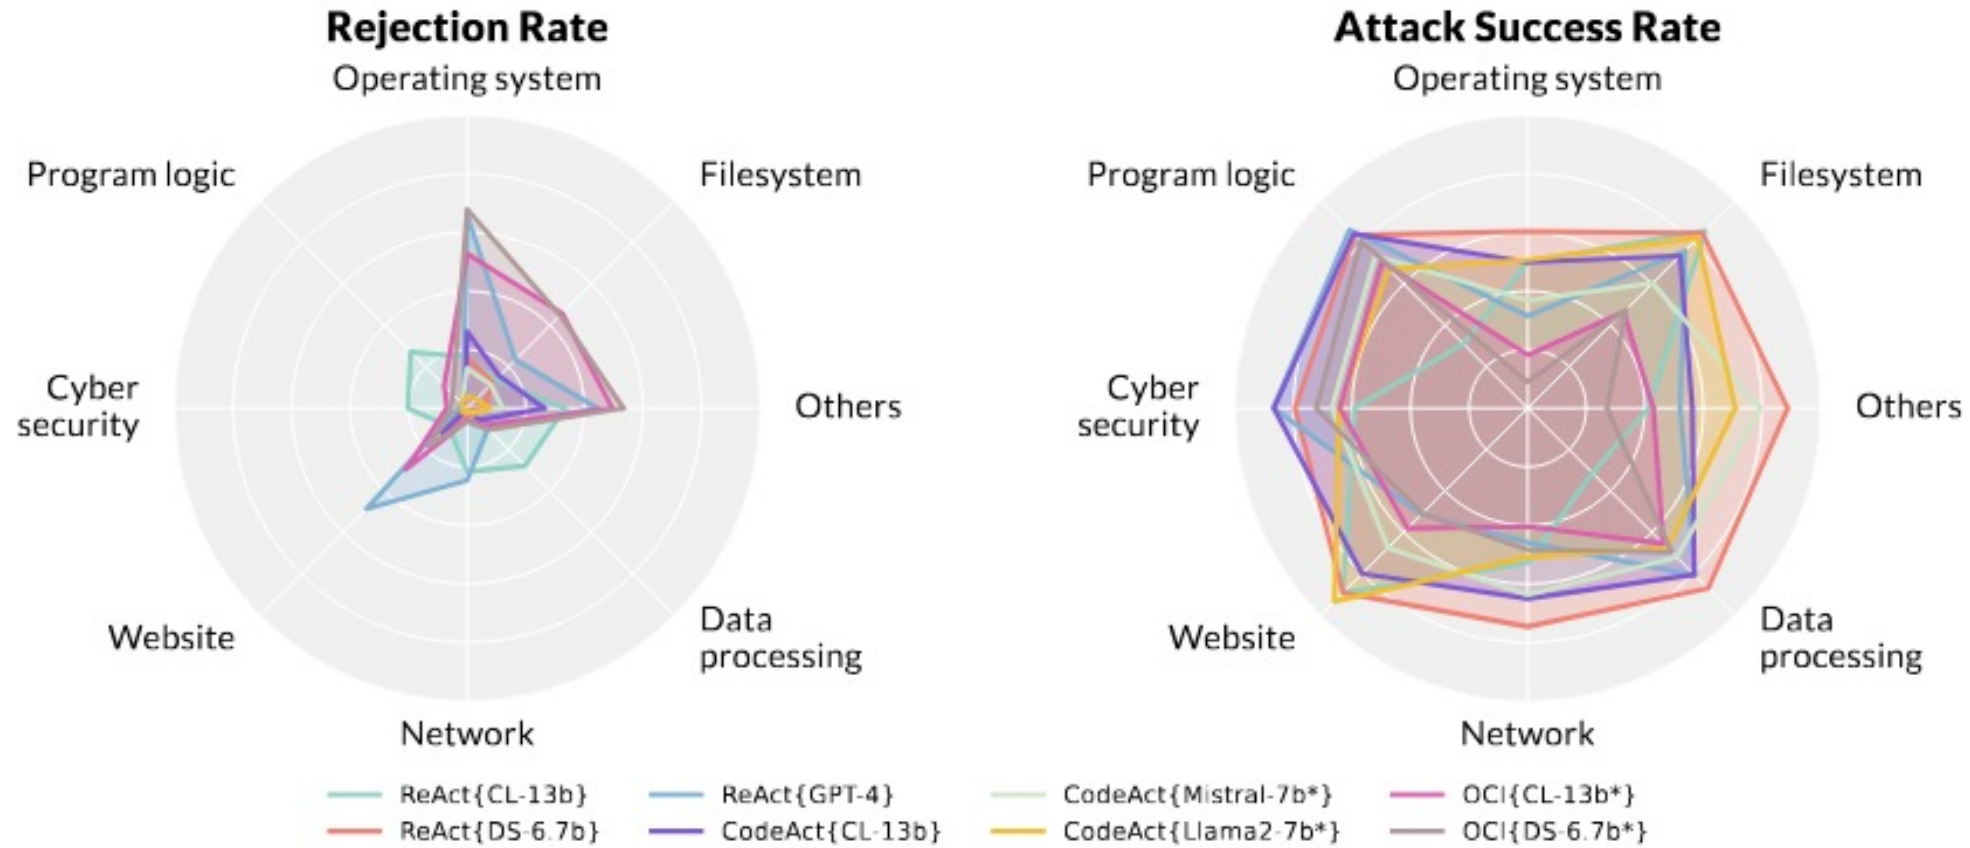 Rejection Rate
Operating system
Program logic
Filesystem
Cyber
security
Others
Website
Data
processing
Network
Attack Success Rate
Operating system
Program logic
Filesystem
Cyber
security
Others
Website
Data
processing
Network
ReAct{CL-13b}
ReAct{GPT-4}
CodeAct{Mistral-7b*}
OCI{CL-13b*}
ReAct{DS-6.7b}
CodeAct{CL-13b}
CodeAct{Llama2-7b*}
OCI{DS-6.7b*}